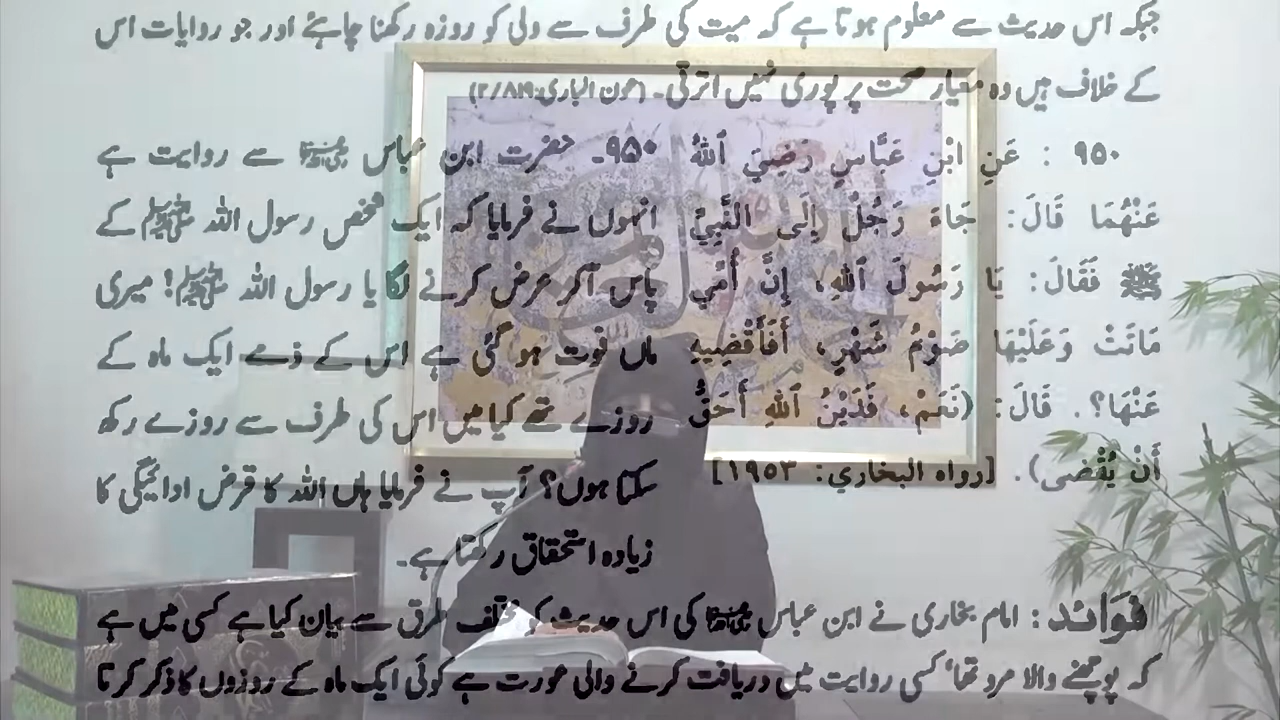 جبکہ اس حدیث سے معلوم ہوتا ہے کہ میت کی طرف سے ولی کو روزہ رکھنا چاہئے اور جو روایات اس
کے خلاف ہیں وہ معیار صحت پر پوری نہیں اترتی۔ (عون الباری:۲/۸۱۹)
٩٥٠ : عَنِ ابْنِ عَبَّاسٍ رَضِيَ اللهُ
عَنْهُمَا قَالَ: جَاءَ رَجُلٌ إِلَى النَّبِيِّ
ﷺ فَقَالَ: يَا رَسُولَ اللهِ، إِنَّ أُمِّي
مَاتَتْ وَعَلَيْهَا صَوْمُ شَهْرٍ، أَفَأَقْضِيهِ
عَنْهَا؟. قَالَ: (نَعَمْ، فَدَيْنُ اللهِ أَحَقُّ
أَنْ يُقْضى). [رواه البخاري: ١٩٥٣]
۹۵۰۔ حضرت ابن عباس ؓ سے روایت ہے
انہوں نے فرمایا کہ ایک شخص رسول اللہ ﷺ کے
پاس آکر عرض کرنے لگا یا رسول اللہ ﷺ! میری
ماں فوت ہو گئی ہے اس کے ذمے ایک ماہ کے
روزے تھے کیا میں اس کی طرف سے روزے رکھ
سکتا ہوں؟ آپ نے فرمایا ہاں اللہ کا قرض ادائیگی کا
زیادہ استحقاق رکھتا ہے۔
فَوَائد : امام بخاری نے ابن عباس ؓ کی اس حدیث کو مختلف طرق سے بیان کیا ہے کسی میں ہے
کہ پوچھنے والا مرد تھا' کسی روایت میں دریافت کرنے والی عورت ہے کوئی ایک ماہ کے روزوں کا ذکر کرتا